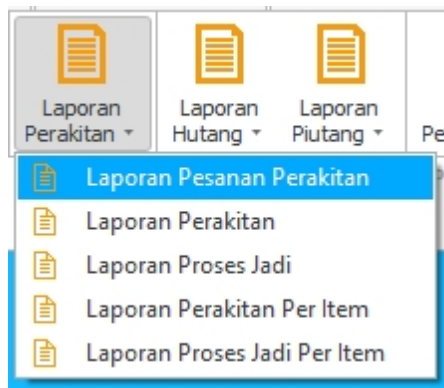 Laporan
Perakitan
Laporan
Hutang
Laporan
Piutang
Laporan Pesanan Perakitan
Laporan Perakitan
Laporan Proses Jadi
Laporan Perakitan Per Item
Laporan Proses Jadi Per Item